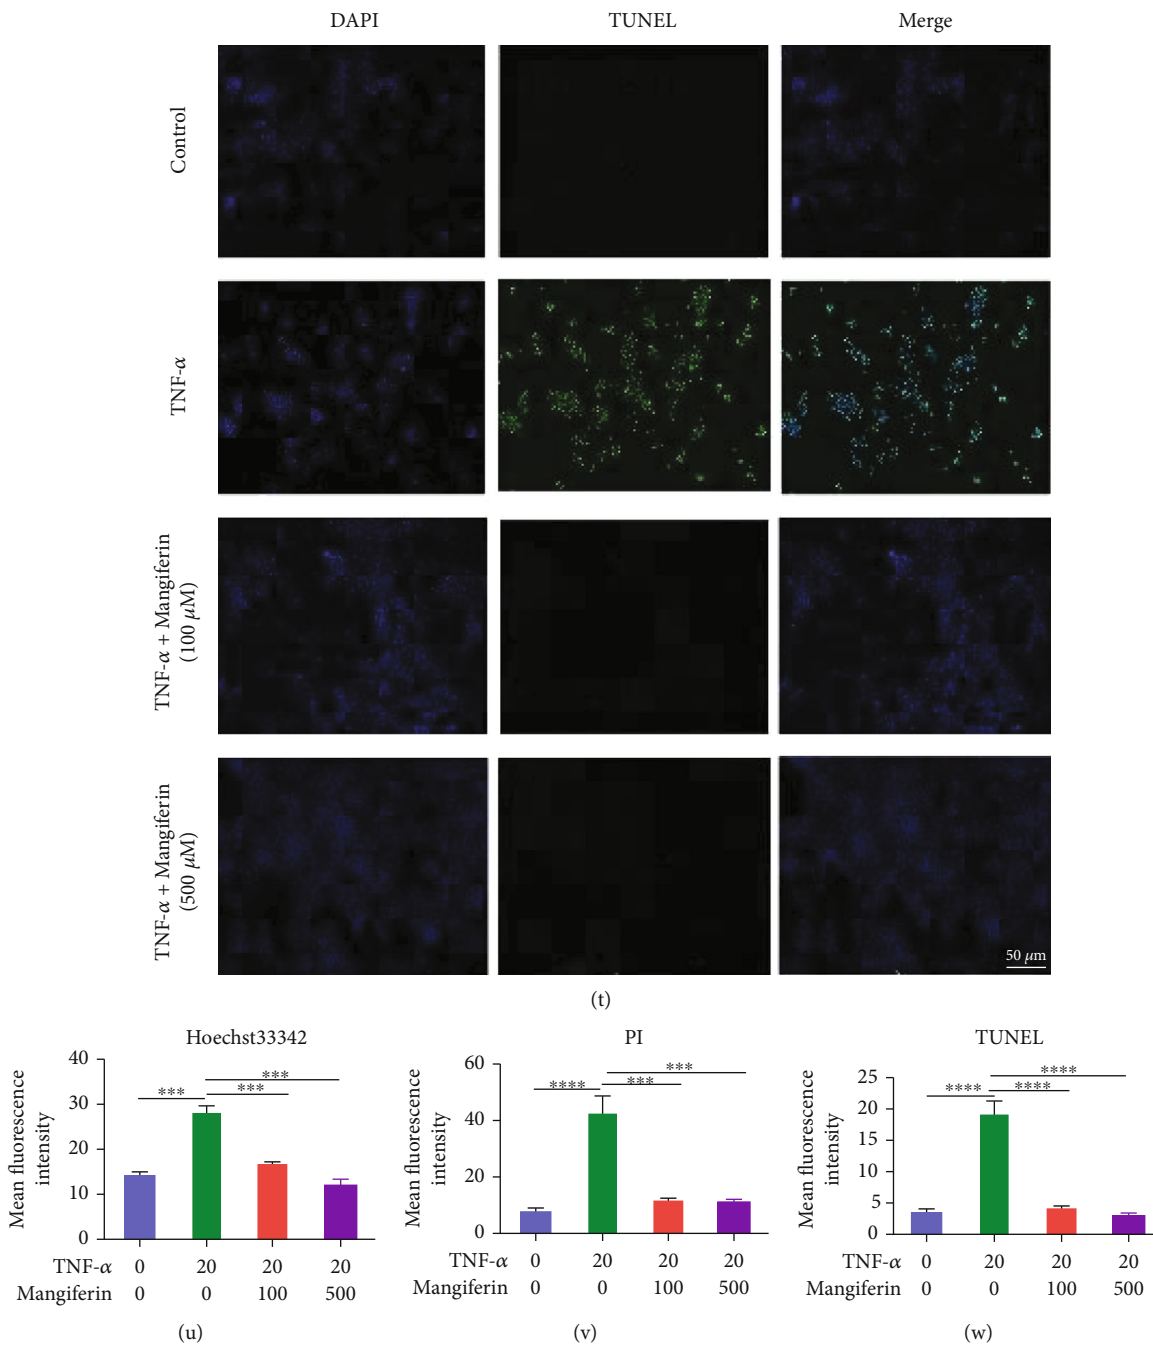 DAPI TUNEL Merge
Control
TNF-α
TNF-α + Mangiferin
(100 μM)
TNF-α + Mangiferin
(500 μM)
50 μm
(t)
Hoechst33342
Mean fluorescence
intensity
40
30
20
10
0
*** *** ***
TNF-α 0 20 20 20
Mangiferin 0 0 100 500
(u)
PI
Mean fluorescence
intensity
60
40
20
0
**** *** ***
TNF-α 0 20 20 20
Mangiferin 0 0 100 500
(v)
TUNEL
Mean fluorescence
intensity
25
20
15
10
5
0
**** **** ****
TNF-α 0 20 20 20
Mangiferin 0 0 100 500
(w)